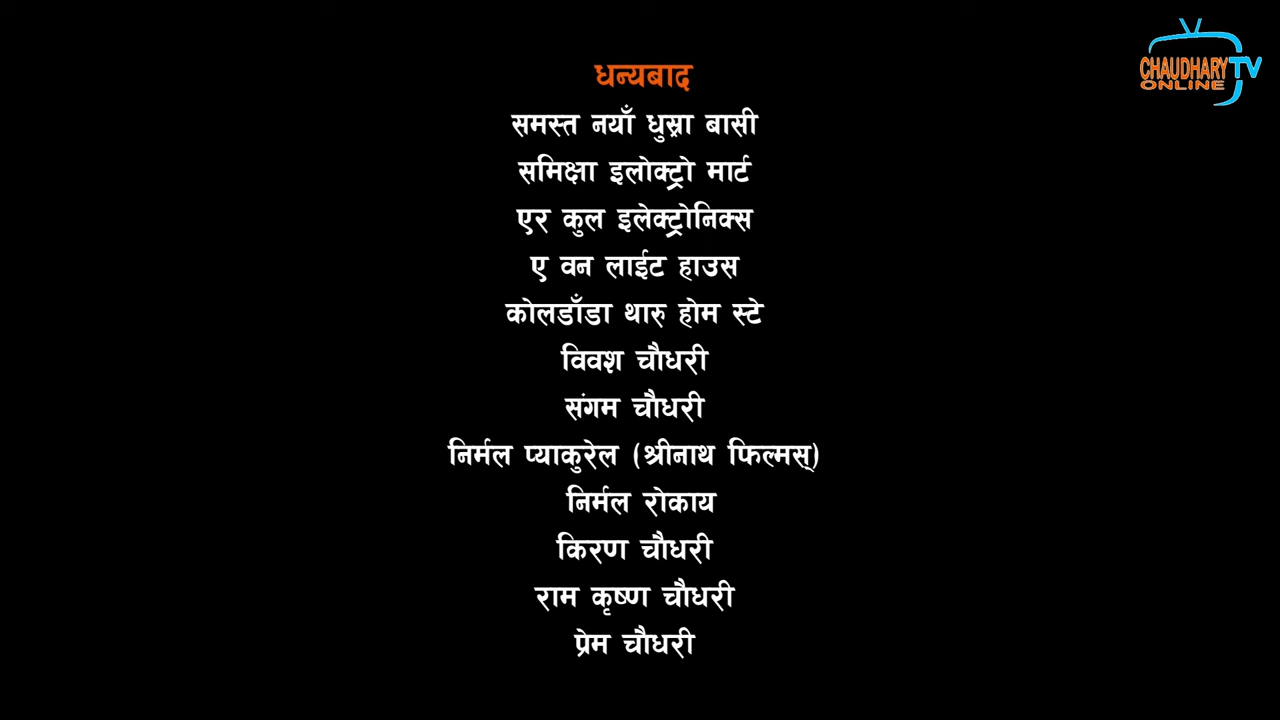 CHAUDHARY TV
ONLINE
धन्यबाद
समस्त नयाँ धुस्रा बासी
समिक्षा इलोक्ट्रो मार्ट
एर कुल इलेक्ट्रोनिक्स
ए वन लाईट हाउस
कोलडाँडा थारु होम स्टे
विवश चौधरी
संगम चौधरी
निर्मल प्याकुरेल (श्रीनाथ फिल्मस्)
निर्मल रोकाय
किरण चौधरी
राम कृष्ण चौधरी
प्रेम चौधरी